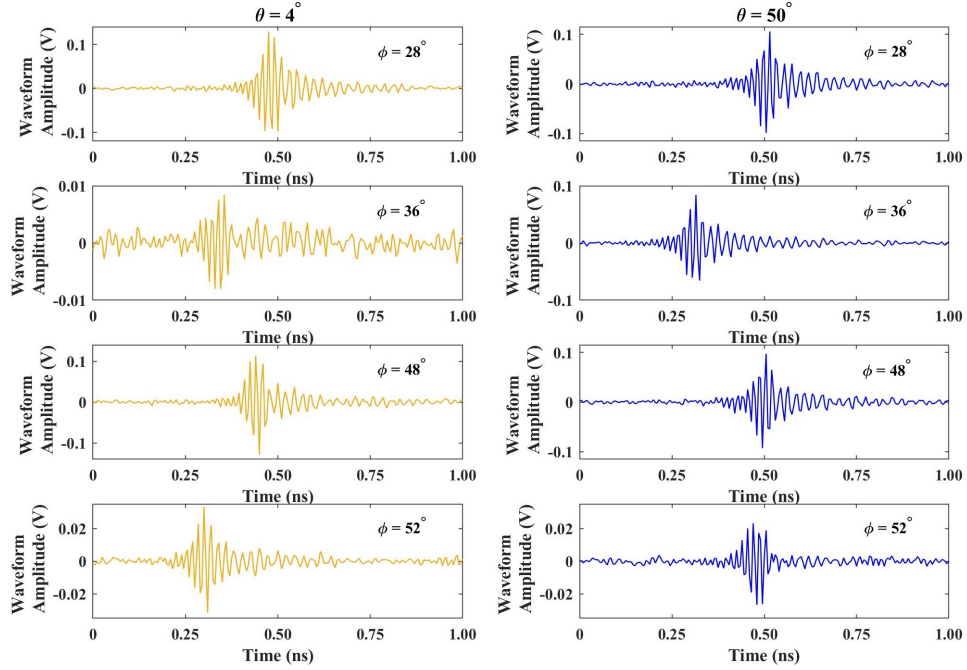 θ = 4°
θ = 50°
Waveform
Amplitude (V)
0.1
0
-0.1
ϕ = 28°
0 0.25 0.50 0.75 1.00
Time (ns)
Waveform
Amplitude (V)
0.1
0
-0.1
ϕ = 28°
0 0.25 0.50 0.75 1.00
Time (ns)
Waveform
Amplitude (V)
0.01
0
-0.01
ϕ = 36°
0 0.25 0.50 0.75 1.00
Time (ns)
Waveform
Amplitude (V)
0.1
0
-0.1
ϕ = 36°
0 0.25 0.50 0.75 1.00
Time (ns)
Waveform
Amplitude (V)
0.1
0
-0.1
ϕ = 48°
0 0.25 0.50 0.75 1.00
Time (ns)
Waveform
Amplitude (V)
0.1
0
-0.1
ϕ = 48°
0 0.25 0.50 0.75 1.00
Time (ns)
Waveform
Amplitude (V)
0.02
0
-0.02
ϕ = 52°
0 0.25 0.50 0.75 1.00
Time (ns)
Waveform
Amplitude (V)
0.02
0
-0.02
ϕ = 52°
0 0.25 0.50 0.75 1.00
Time (ns)